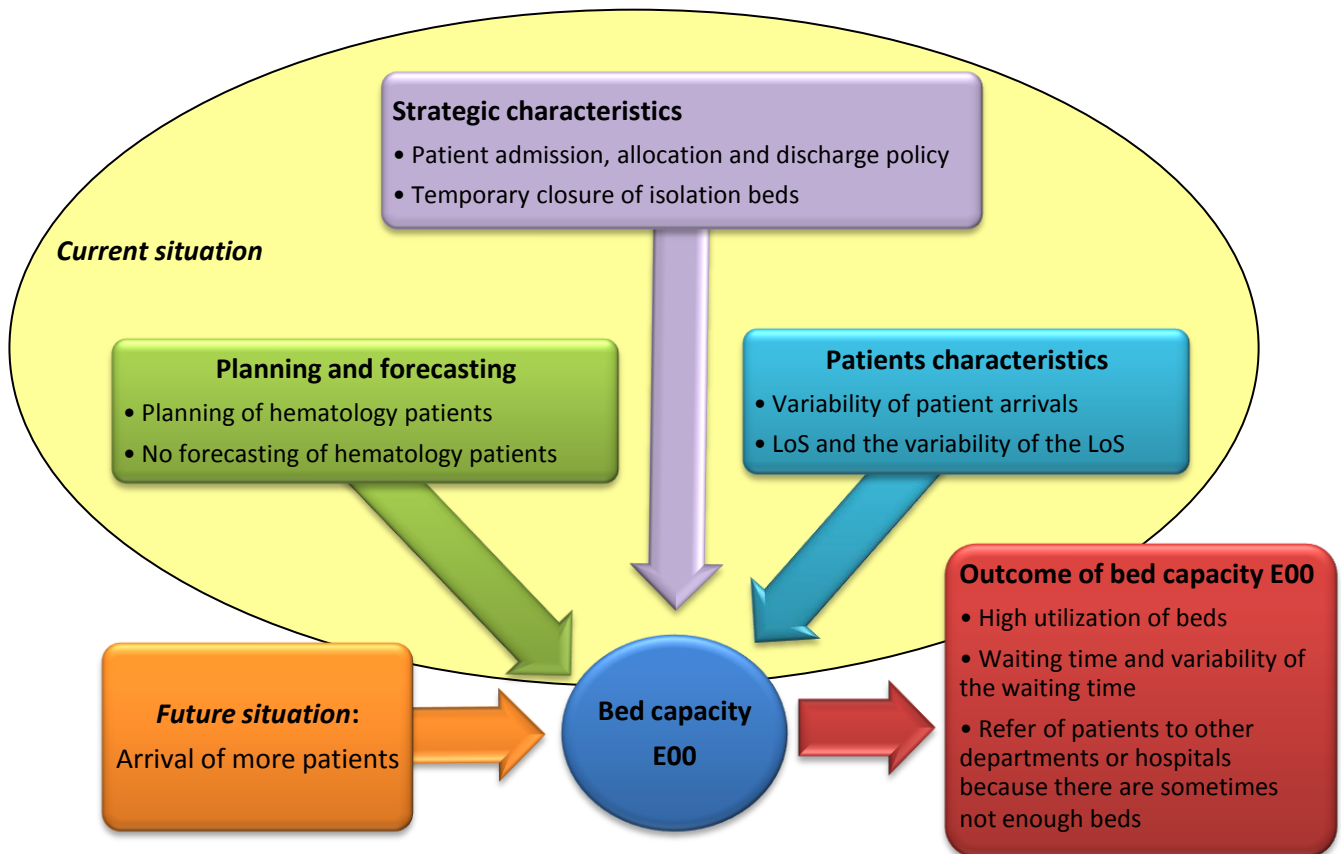 Strategic characteristics
• Patient admission, allocation and discharge policy
• Temporary closure of isolation beds
Current situation
Planning and forecasting
• Planning of hematology patients
• No forecasting of hematology patients
Patients characteristics
• Variability of patient arrivals
• LoS and the variability of the LoS
Future situation:
Arrival of more patients
Bed capacity
E00
Outcome of bed capacity E00
• High utilization of beds
• Waiting time and variability of
the waiting time
• Refer of patients to other
departments or hospitals
because there are sometimes
not enough beds